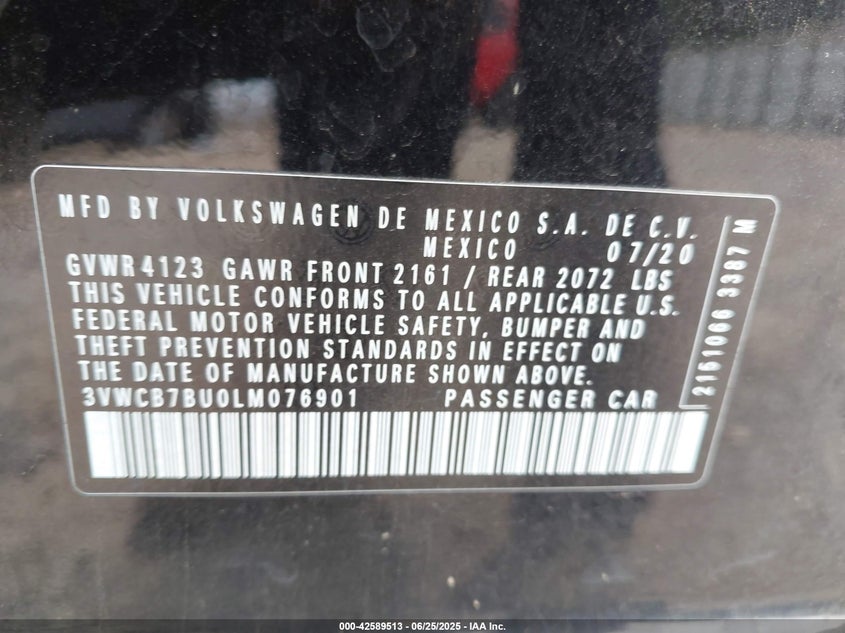 MFD BY VOLKSWAGEN DE MEXICO S.A. DE C.V.
MEXICO 07/20
GVWR 4123 GAWR FRONT 2161 / REAR 2072 LBS
THIS VEHICLE CONFORMS TO ALL APPLICABLE U.S.
FEDERAL MOTOR VEHICLE SAFETY, BUMPER AND
THEFT PREVENTION STANDARDS IN EFFECT ON
THE DATE OF MANUFACTURE SHOWN ABOVE.
3VWCB7BU0LM076901 PASSENGER CAR
2161066 3387 M
000-42589513 - 06/25/2025 - IAA Inc.